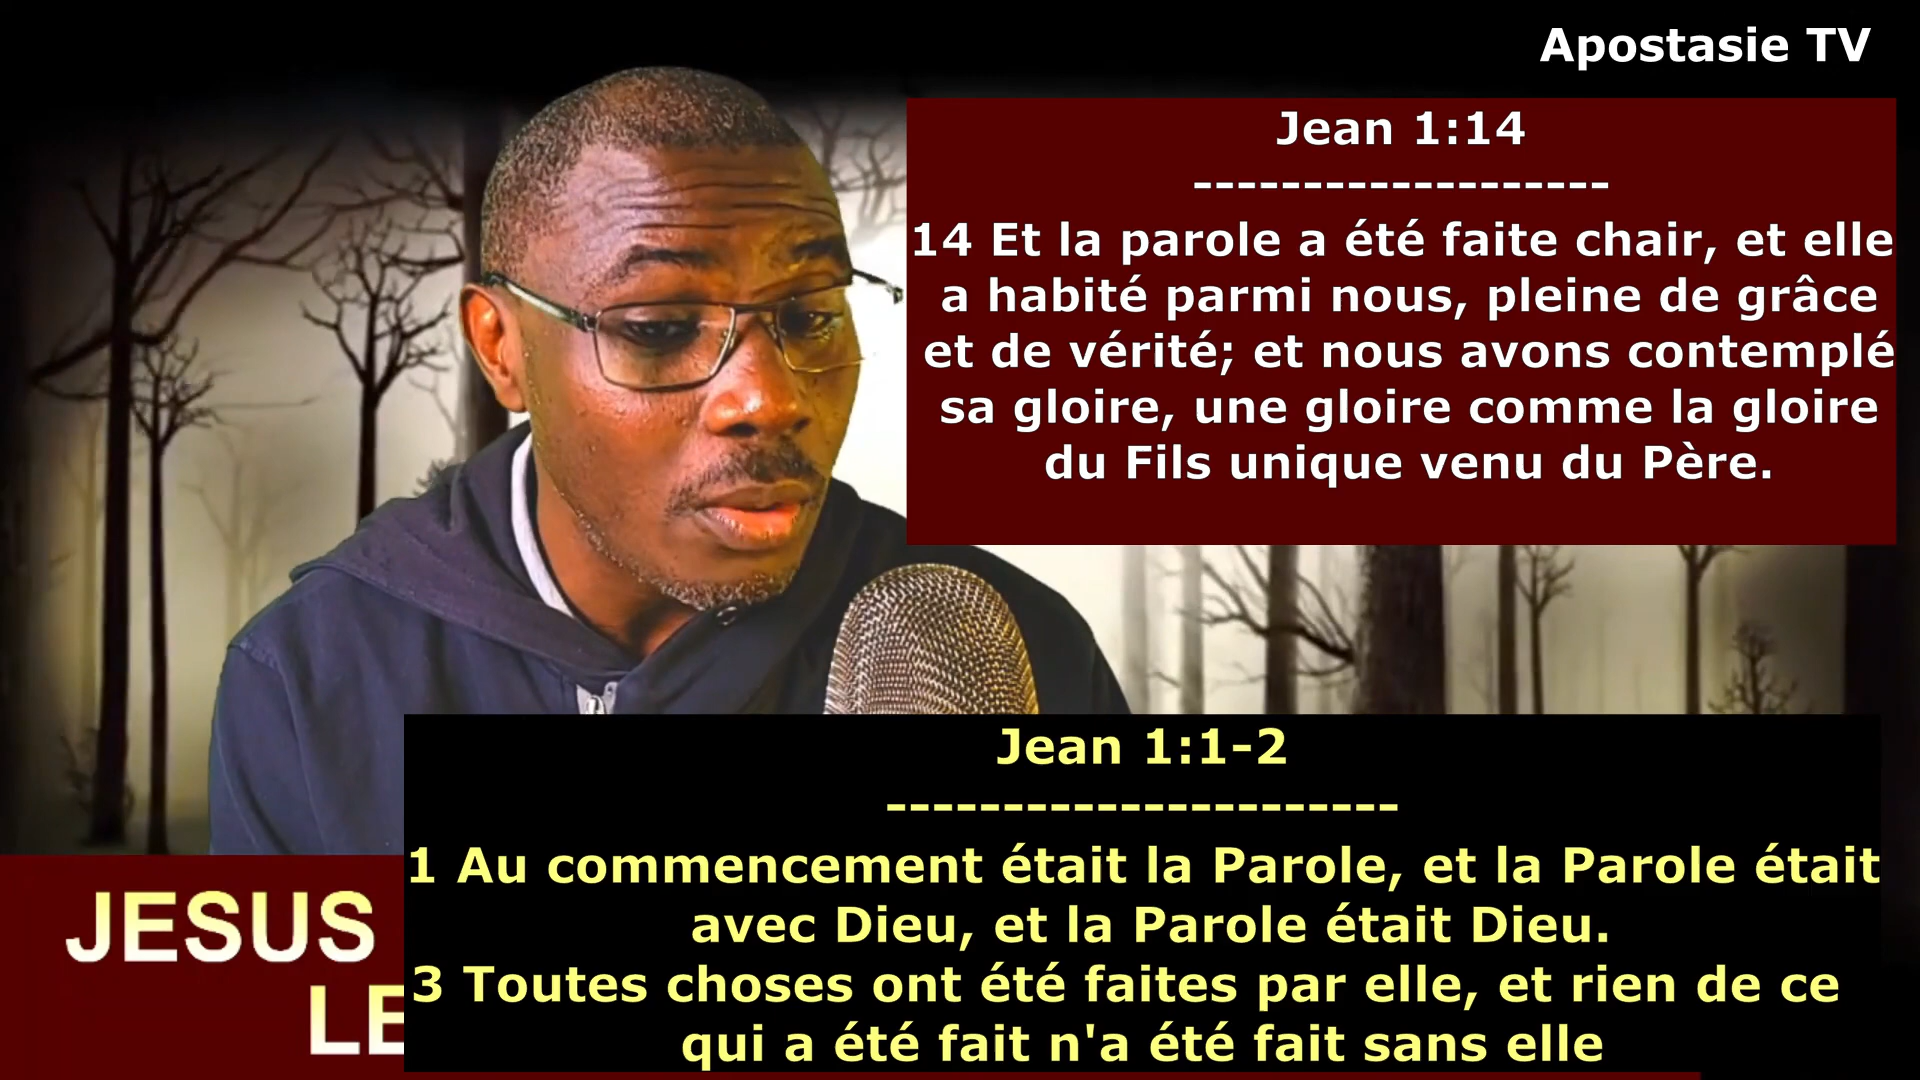 Apostasie TV
Jean 1:14
-------------------
14 Et la parole a été faite chair, et elle
a habité parmi nous, pleine de grâce
et de vérité; et nous avons contemplé
sa gloire, une gloire comme la gloire
du Fils unique venu du Père.
Jean 1:1-2
----------------------
1 Au commencement était la Parole, et la Parole était
avec Dieu, et la Parole était Dieu.
3 Toutes choses ont été faites par elle, et rien de ce
qui a été fait n'a été fait sans elle
JESUS
LE